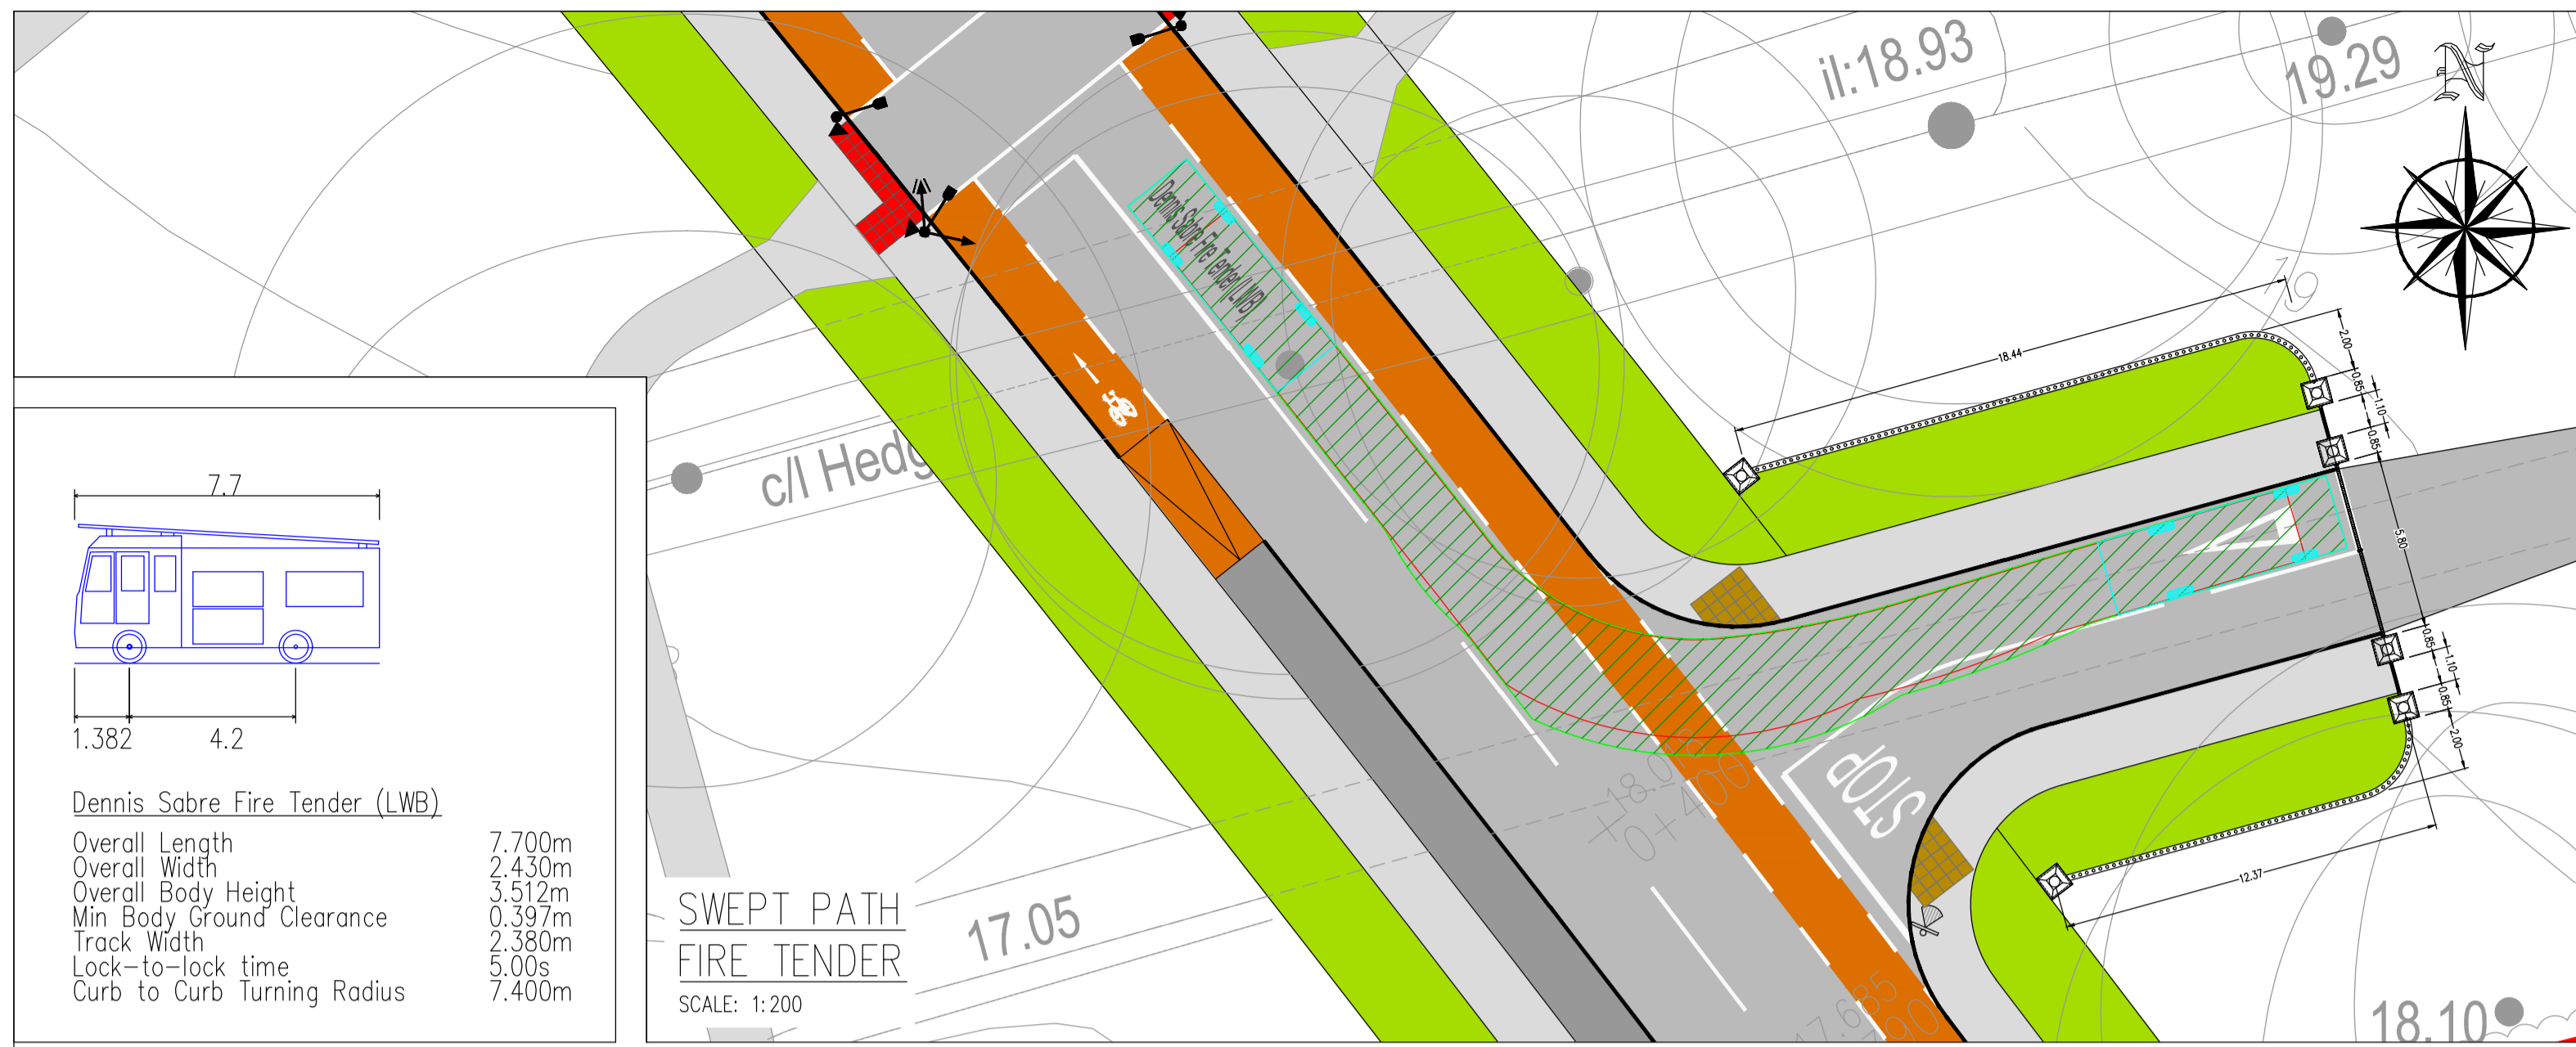 il:18.93
19.29
N
Dennis Sabre Fire Tender (LWB)
19
18.44
2.00
0.85
1.10
0.85
5.80
0.85
1.10
0.85
2.00
12.37
c/l Hedg
STOP
0+400
17.685
17.05
18.10
7.7
1.382
4.2
Dennis Sabre Fire Tender (LWB)
Overall Length 7.700m
Overall Width 2.430m
Overall Body Height 3.512m
Min Body Ground Clearance 0.397m
Track Width 2.380m
Lock-to-lock time 5.00s
Curb to Curb Turning Radius 7.400m
SWEPT PATH
FIRE TENDER
SCALE: 1:200